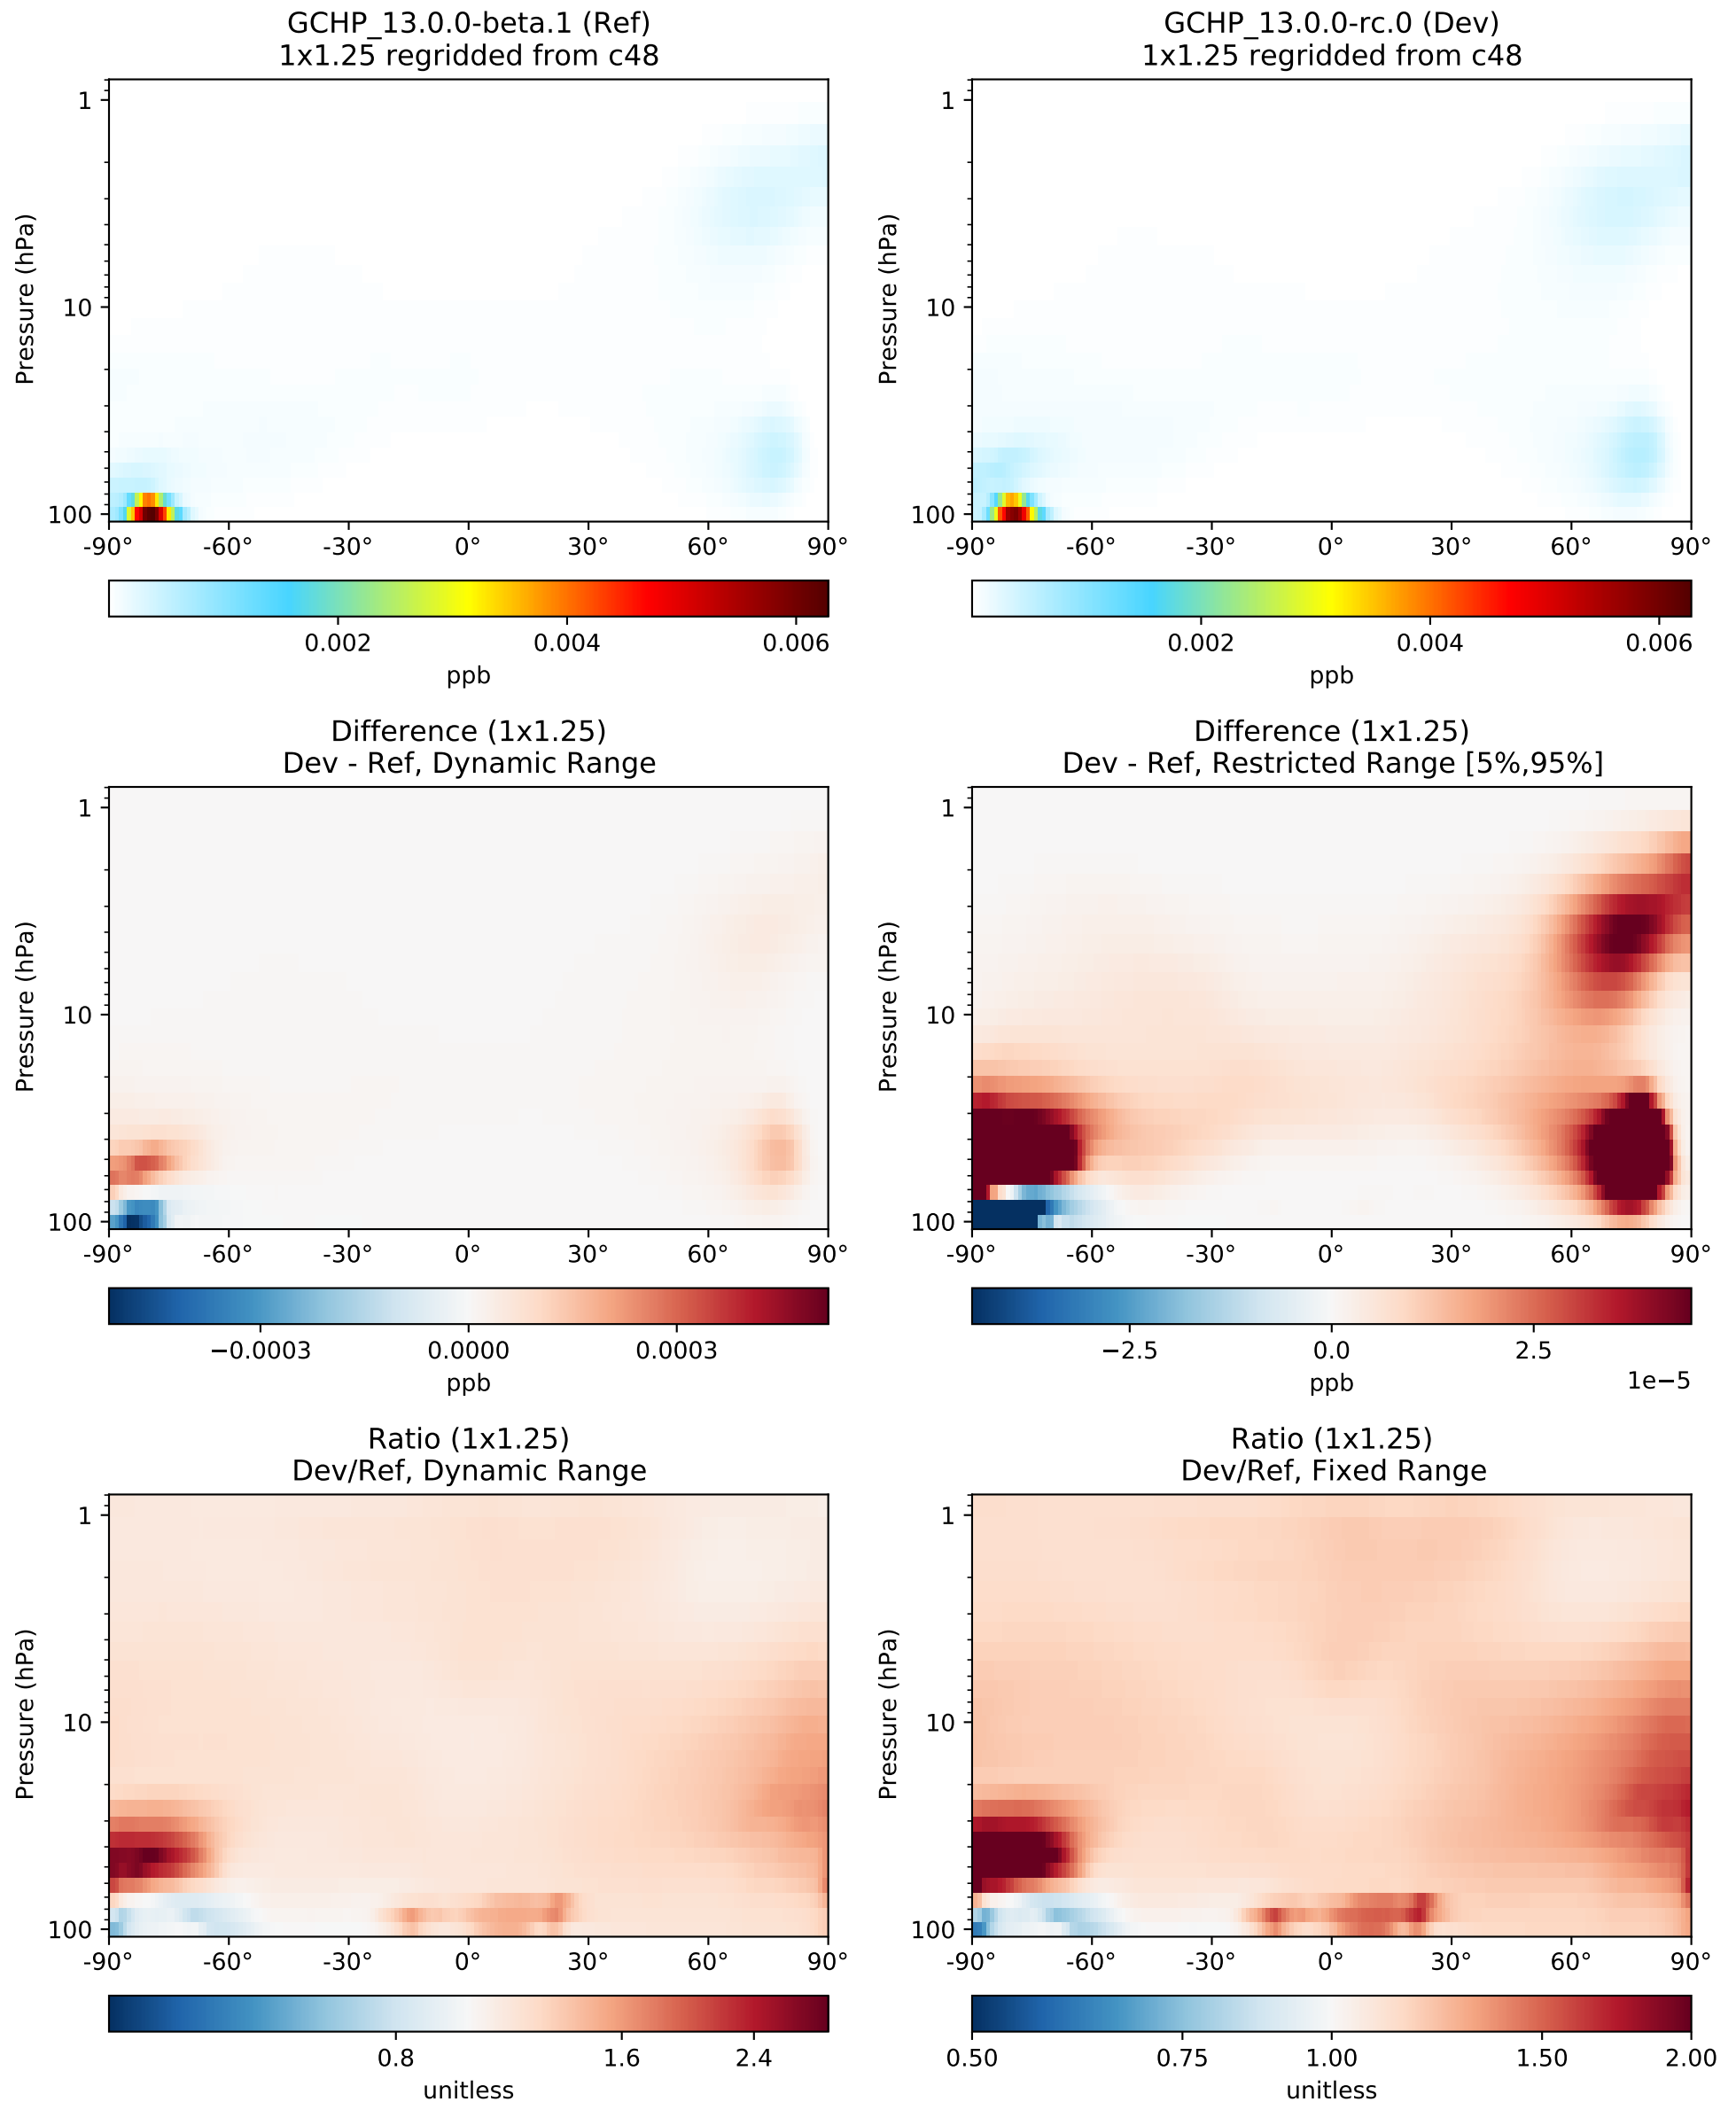 GCHP_13.0.0-beta.1 (Ref)
1x1.25 regridded from c48
Pressure (hPa)
1
10
100
-90° -60° -30° 0° 30° 60° 90°
0.002 0.004 0.006
ppb
GCHP_13.0.0-rc.0 (Dev)
1x1.25 regridded from c48
Pressure (hPa)
1
10
100
-90° -60° -30° 0° 30° 60° 90°
0.002 0.004 0.006
ppb
Difference (1x1.25)
Dev - Ref, Dynamic Range
Pressure (hPa)
1
10
100
-90° -60° -30° 0° 30° 60° 90°
−0.0003 0.0000 0.0003
ppb
Difference (1x1.25)
Dev - Ref, Restricted Range [5%,95%]
Pressure (hPa)
1
10
100
-90° -60° -30° 0° 30° 60° 90°
−2.5 0.0 2.5
ppb
1e−5
Ratio (1x1.25)
Dev/Ref, Dynamic Range
Pressure (hPa)
1
10
100
-90° -60° -30° 0° 30° 60° 90°
0.8 1.6 2.4
unitless
Ratio (1x1.25)
Dev/Ref, Fixed Range
Pressure (hPa)
1
10
100
-90° -60° -30° 0° 30° 60° 90°
0.50 0.75 1.00 1.50 2.00
unitless